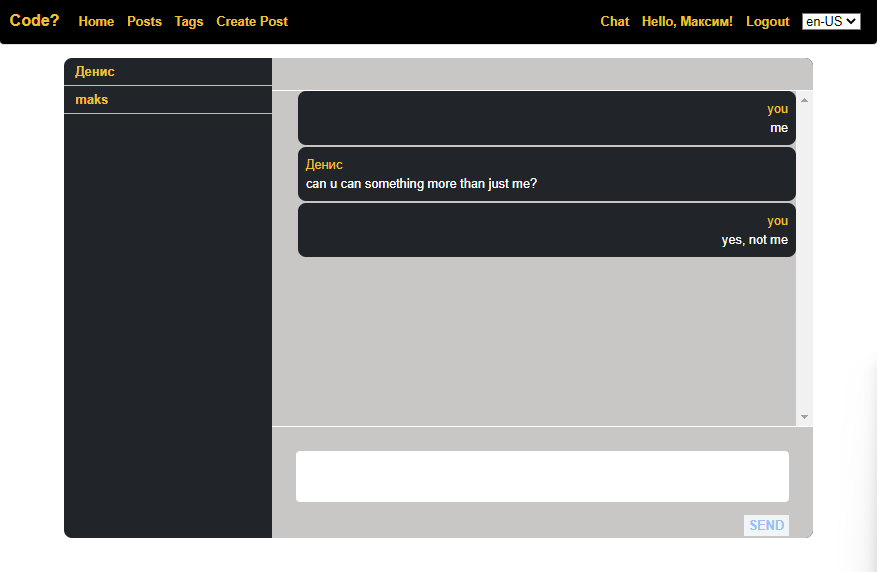 Code? Home Posts Tags Create Post Chat Hello, Максим! Logout en-US
Денис
maks
you
me
Денис
can u can something more than just me?
you
yes, not me
SEND